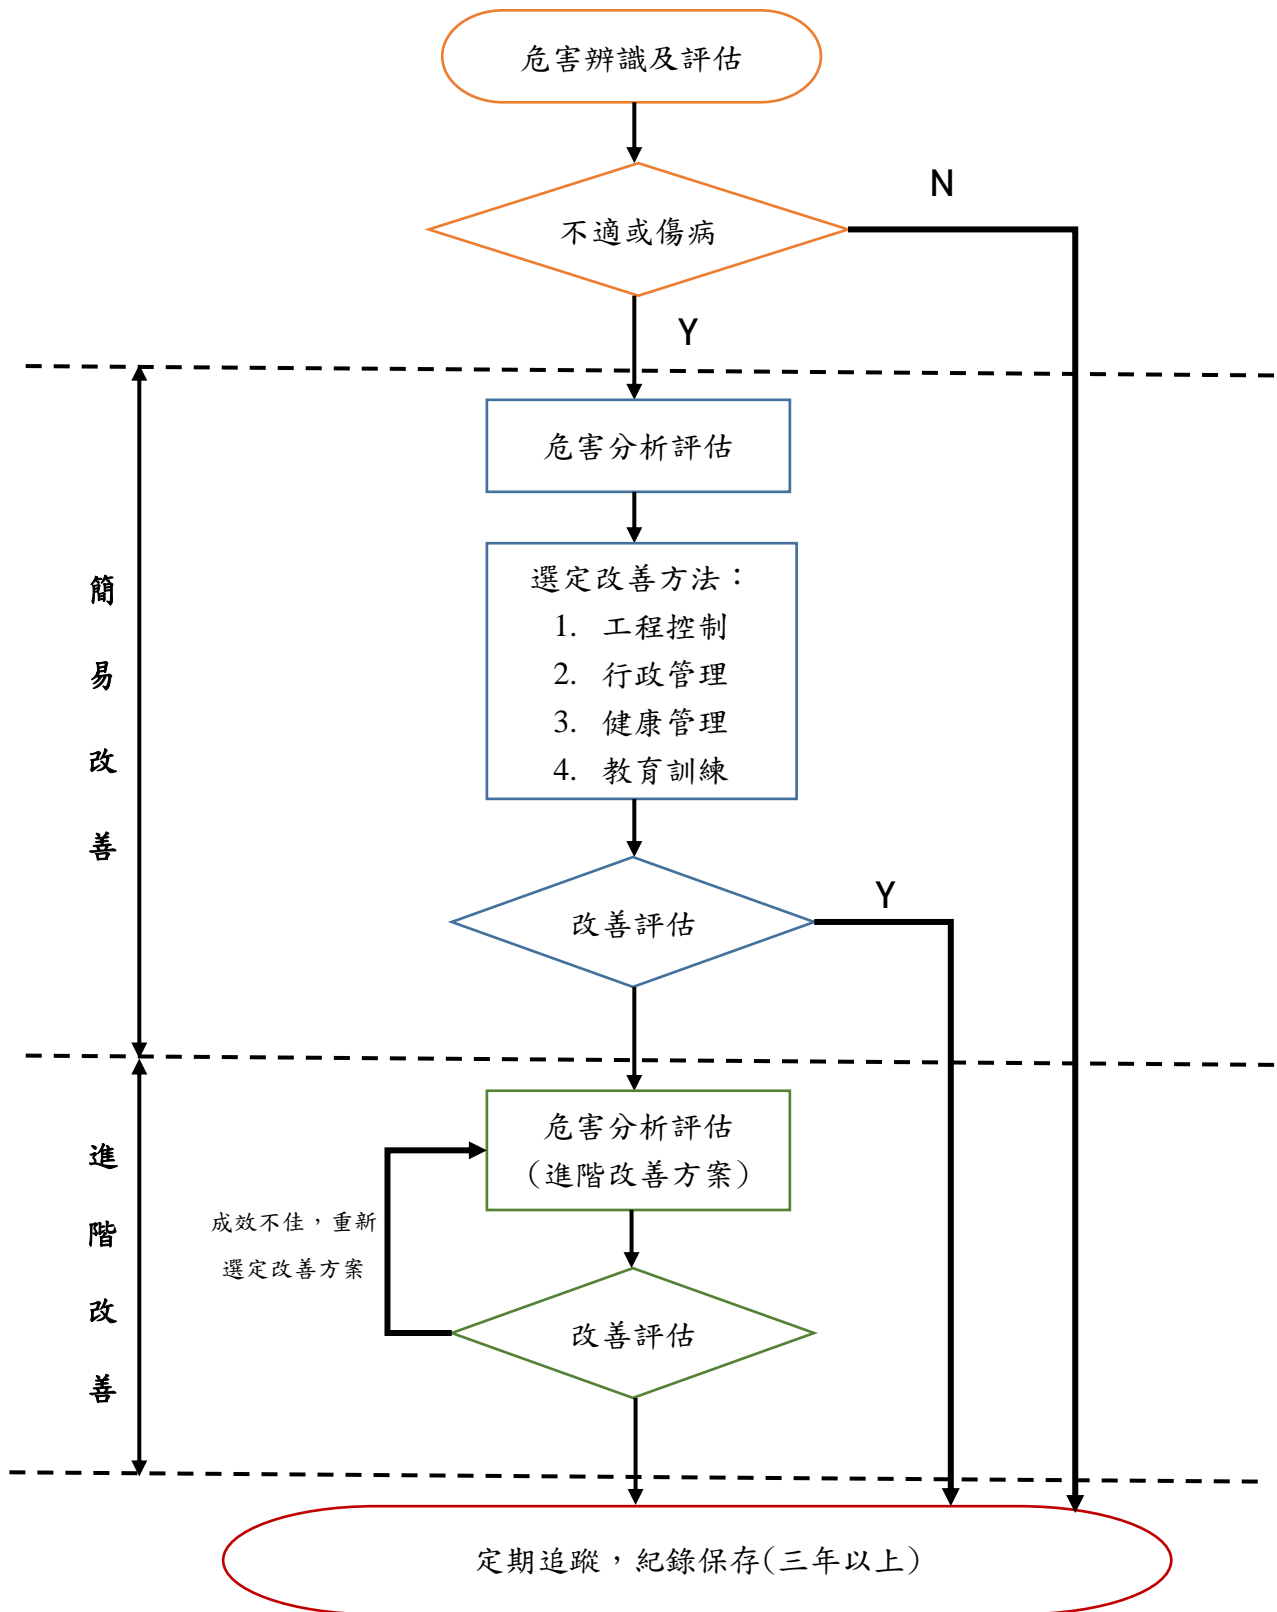 危害辨識及評估
N
不適或傷病
Y
危害分析評估
選定改善方法：
1. 工程控制
2. 行政管理
3. 健康管理
4. 教育訓練
簡
易
改
善
Y
改善評估
危害分析評估
(進階改善方案)
成效不佳，重新
選定改善方案
改善評估
進
階
改
善
定期追蹤，紀錄保存(三年以上)